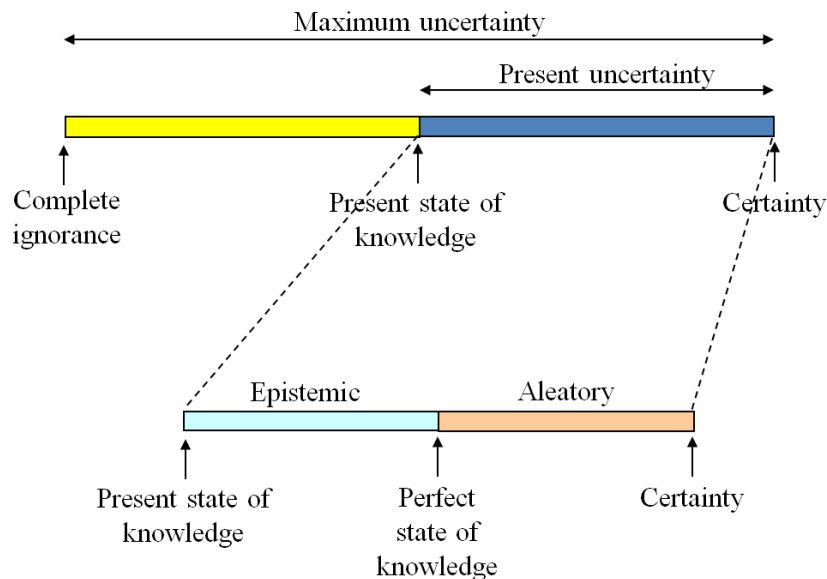 Maximum uncertainty
Present uncertainty
Complete
ignorance
Present state of
knowledge
Certainty
Epistemic
Aleatory
Present state of
knowledge
Perfect
state of
knowledge
Certainty